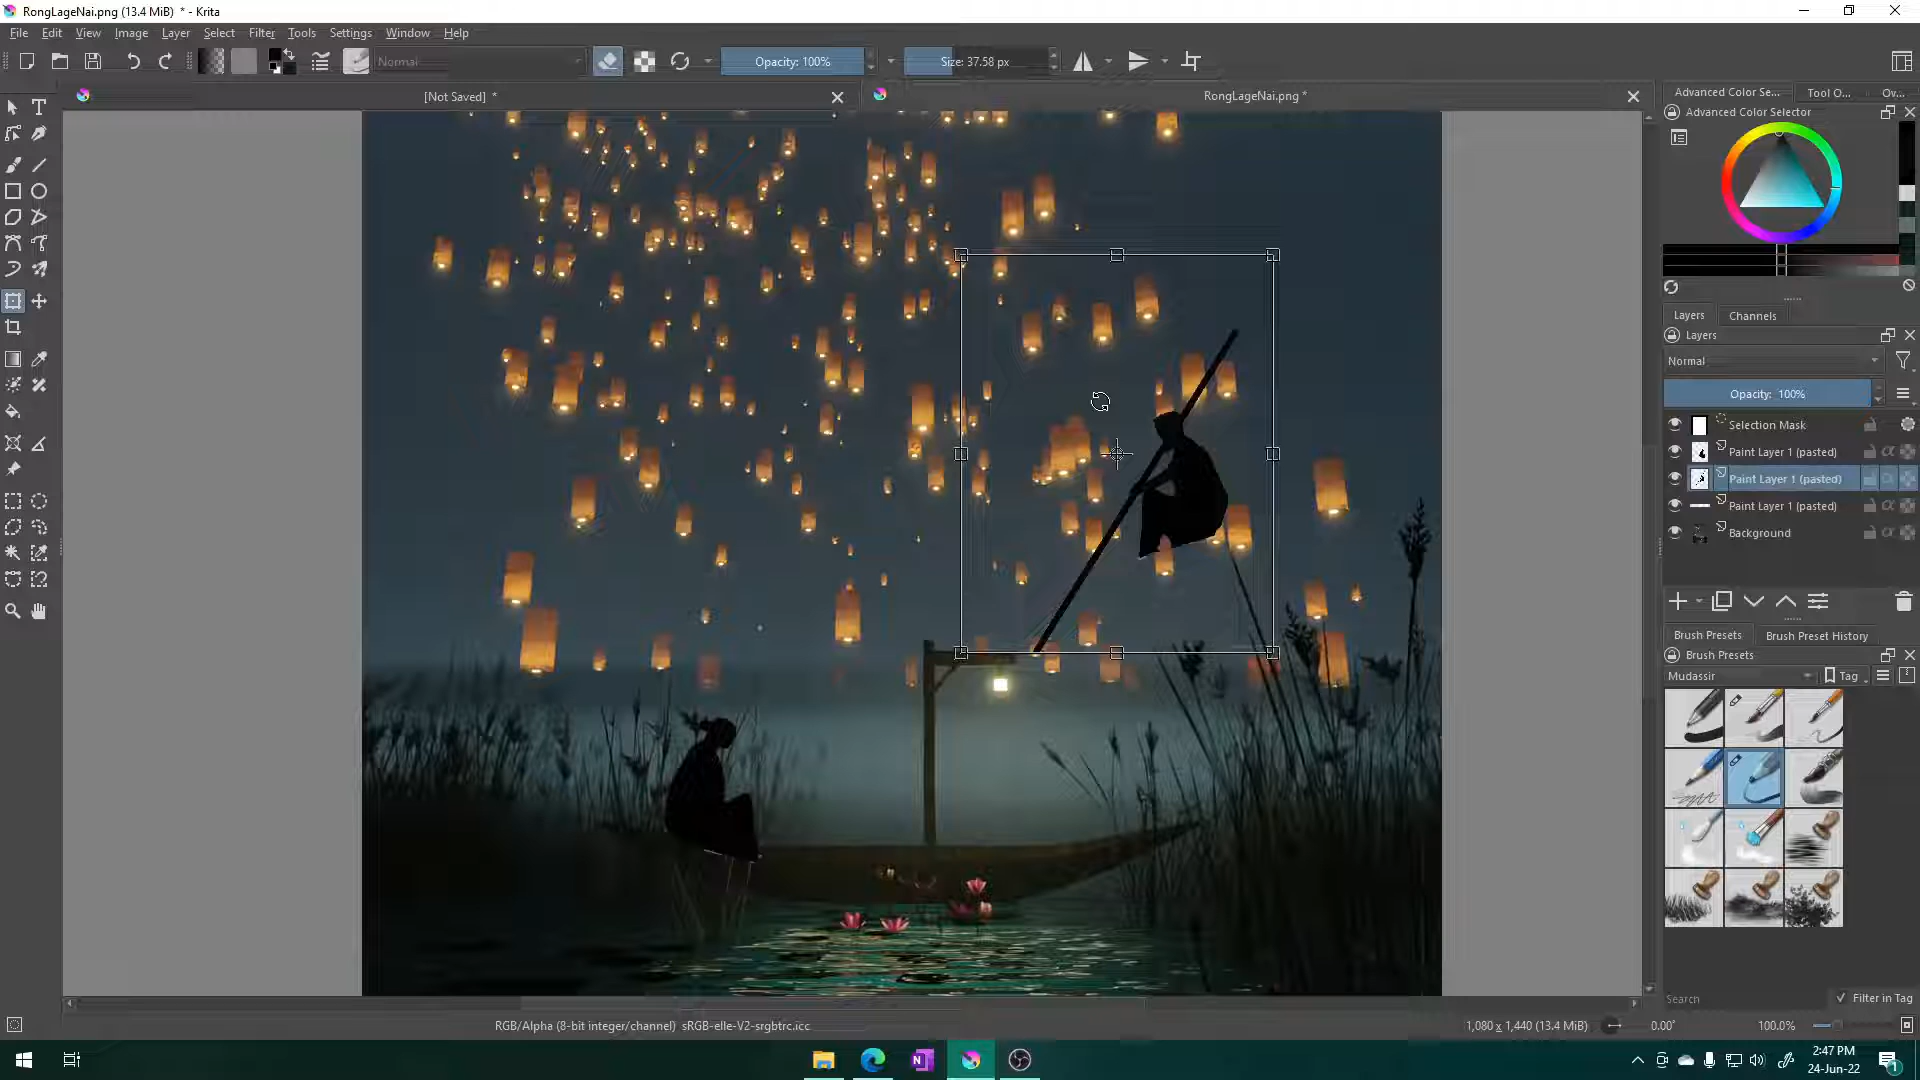 RongLageNai.png (13.4 MiB) * - Krita
File Edit View Image Layer Select Filter Tools Settings Window Help
Normal
Opacity: 100%
Size: 37.58 px
[Not Saved] *
RongLageNai.png *
Advanced Color Se...
Tool O...
Ov...
Advanced Color Selector
Layers
Channels
Layers
Normal
Opacity: 100%
Selection Mask
Paint Layer 1 (pasted)
Paint Layer 1 (pasted)
Paint Layer 1 (pasted)
Background
Brush Presets
Brush Preset History
Brush Presets
Mudassir
Tag
Search
Filter in Tag
RGB/Alpha (8-bit integer/channel) sRGB-elle-V2-srgbtrc.icc
1,080 x 1,440 (13.4 MiB)
0.00°
100.0%
2:47 PM
24-Jun-22
1